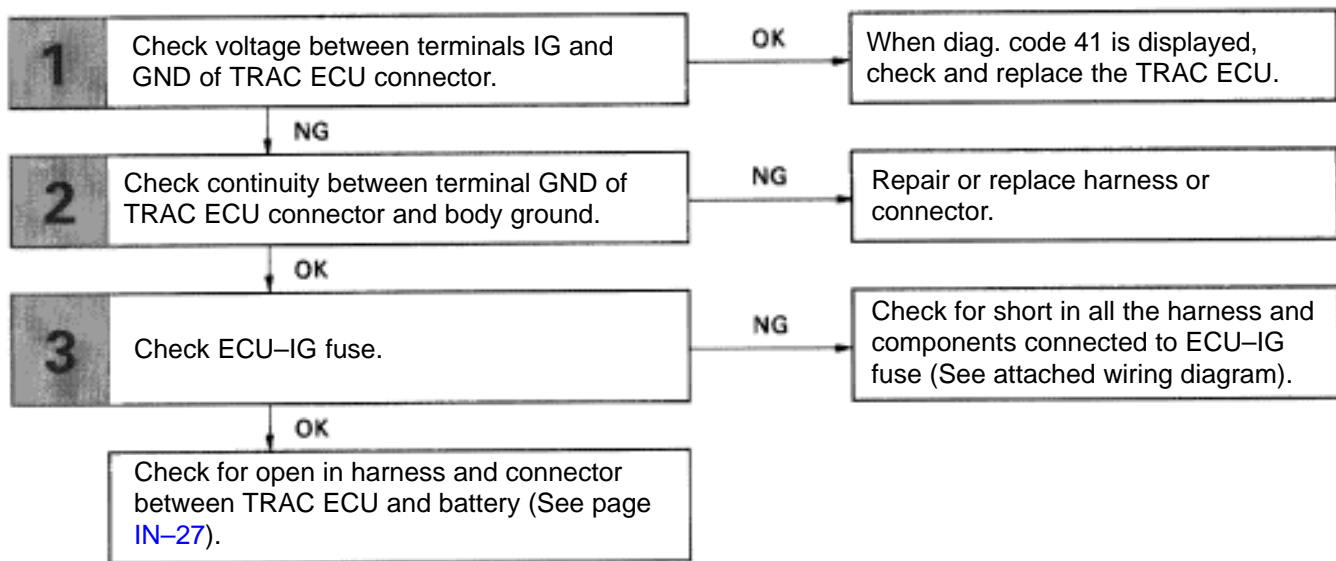 1
Check voltage between terminals IG and
GND of TRAC ECU connector.
OK
When diag. code 41 is displayed,
check and replace the TRAC ECU.
NG
2
Check continuity between terminal GND of
TRAC ECU connector and body ground.
NG
Repair or replace harness or
connector.
OK
3
Check ECU–IG fuse.
NG
Check for short in all the harness and
components connected to ECU–IG
fuse (See attached wiring diagram).
OK
Check for open in harness and connector
between TRAC ECU and battery (See page
IN–27).